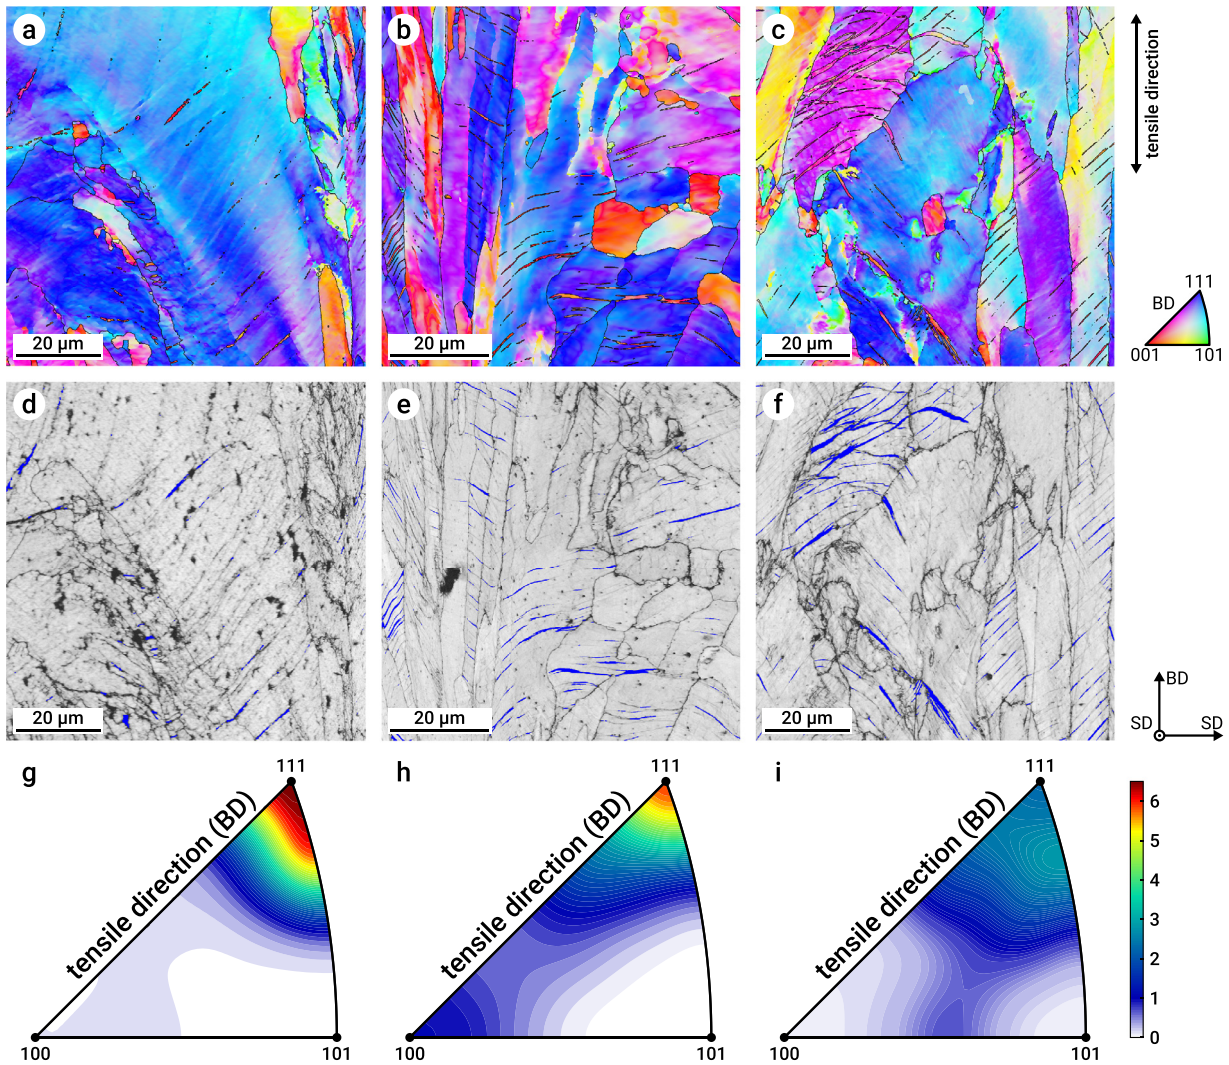 a
b
c
tensile direction
20 µm
20 µm
20 µm
BD
111
001
101
d
e
f
20 µm
20 µm
20 µm
BD
SD
SD
g
h
i
111
111
111
tensile direction (BD)
tensile direction (BD)
tensile direction (BD)
100
101
100
101
100
101
6
5
4
3
2
1
0